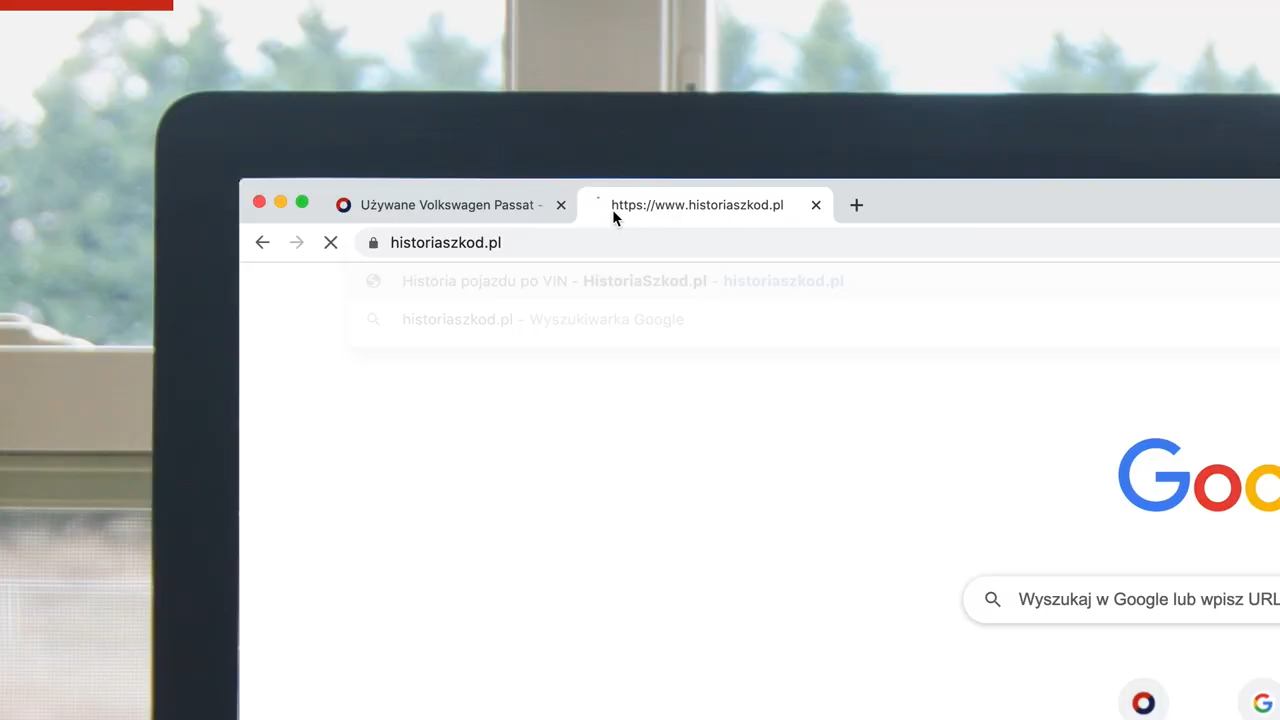 Używane Volkswagen Passat -
https://www.historiaszkod.pl
historiaszkod.pl
Historia pojazdu po VIN - HistoriaSzkod.pl - historiaszkod.pl
historiaszkod.pl - Wyszukiwarka Google
Goo
Wyszukaj w Google lub wpisz URL
G